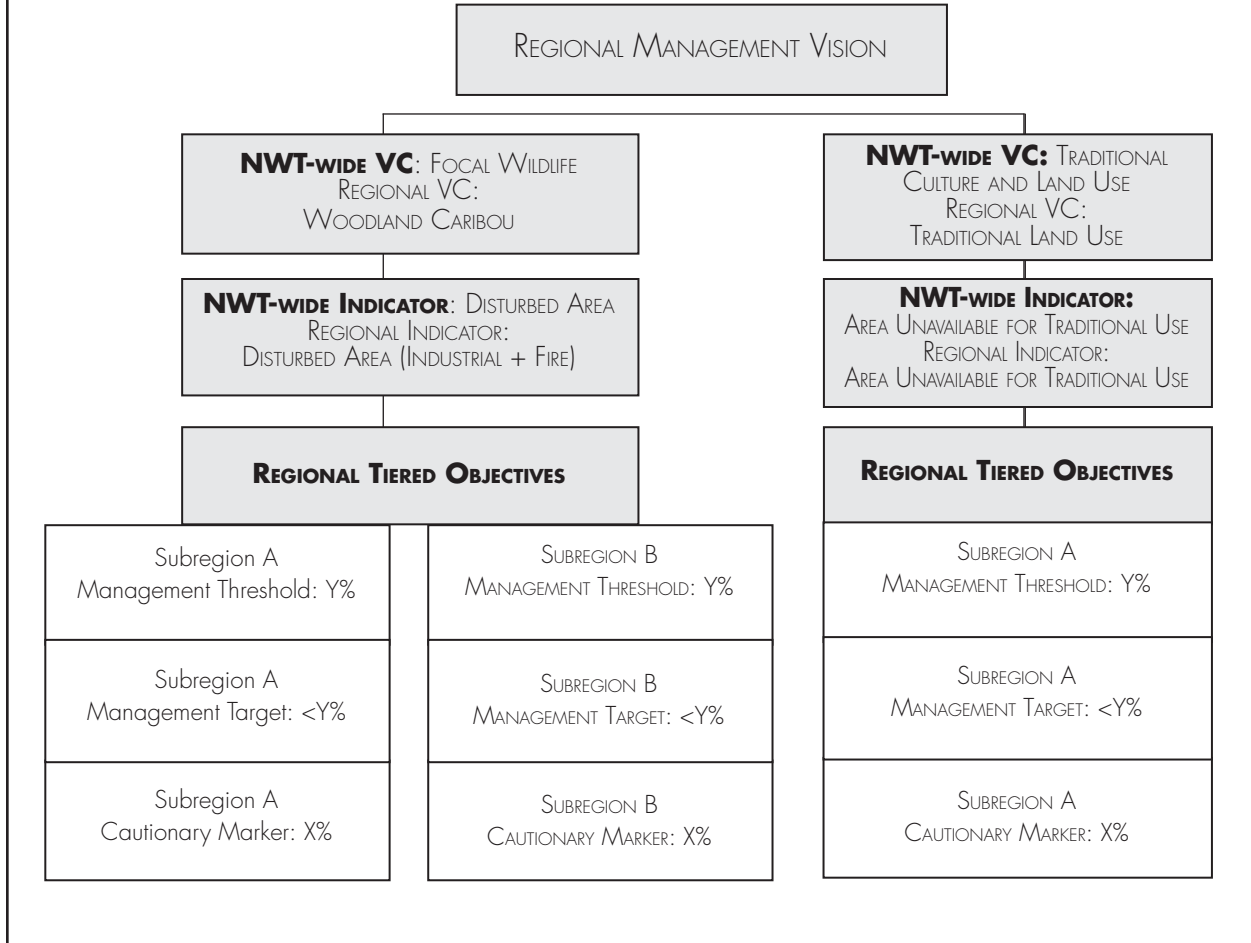 Regional Management Vision
NWT-wide VC: Focal Wildlife
Regional VC:
Woodland Caribou
NWT-wide VC: Traditional
Culture and Land Use
Regional VC:
Traditional Land Use
NWT-wide Indicator: Disturbed Area
Regional Indicator:
Disturbed Area (Industrial + Fire)
NWT-wide Indicator:
Area Unavailable for Traditional Use
Regional Indicator:
Area Unavailable for Traditional Use
Regional Tiered Objectives
Regional Tiered Objectives
Subregion A
Management Threshold: Y%
Subregion B
Management Threshold: Y%
Subregion A
Management Threshold: Y%
Subregion A
Management Target: <Y%
Subregion B
Management Target: <Y%
Subregion A
Management Target: <Y%
Subregion A
Cautionary Marker: X%
Subregion B
Cautionary Marker: X%
Subregion A
Cautionary Marker: X%